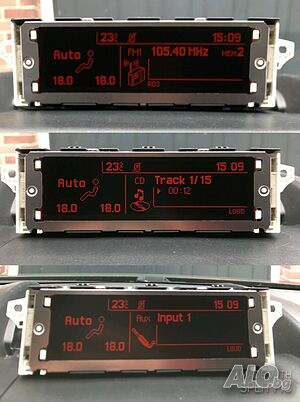 23°C 15:09
Auto FM1 105.40 MHz
MEM2
18.0 18.0 RDS
23°C 15 09
Auto CD Track 1/15
00:12
18.0 18.0 LOUD
23°C 15 09
Auto Aux Input 1
18.0 18.0 LOUD
ALO.bg